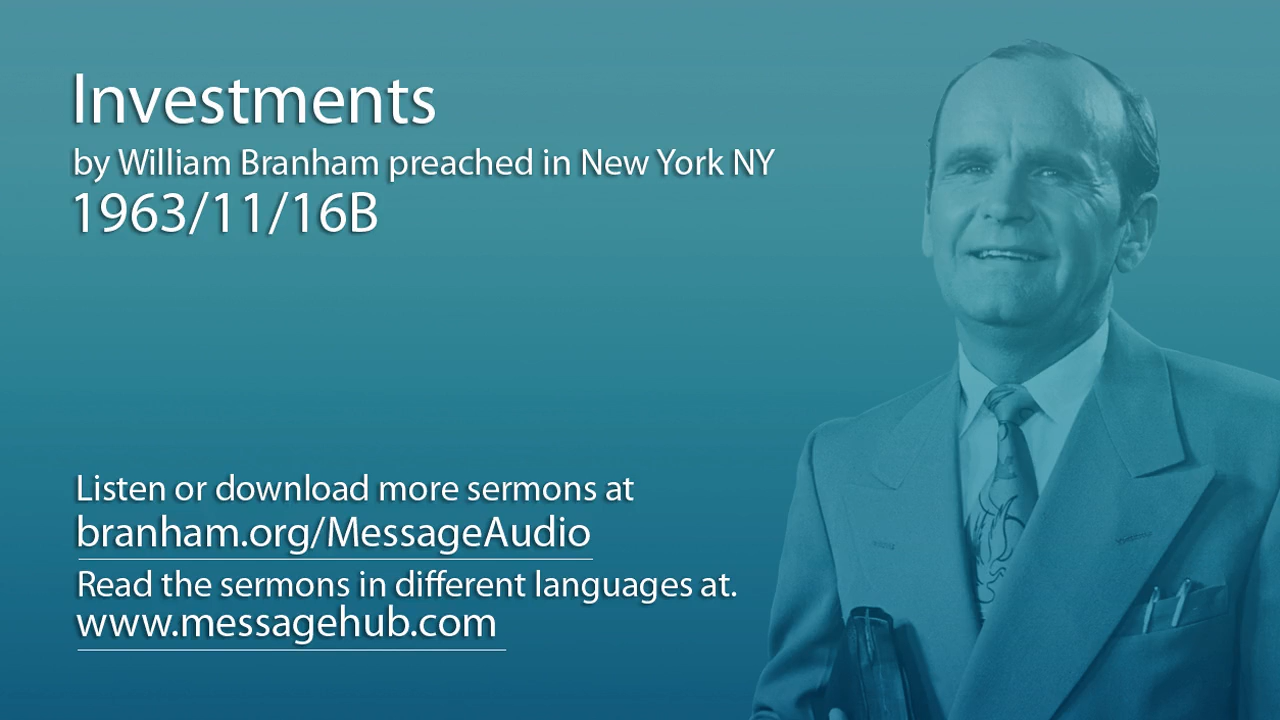 Investments
by William Branham preached in New York NY
1963/11/16B
Listen or download more sermons at
branham.org/MessageAudio
Read the sermons in different languages at.
www.messagehub.com